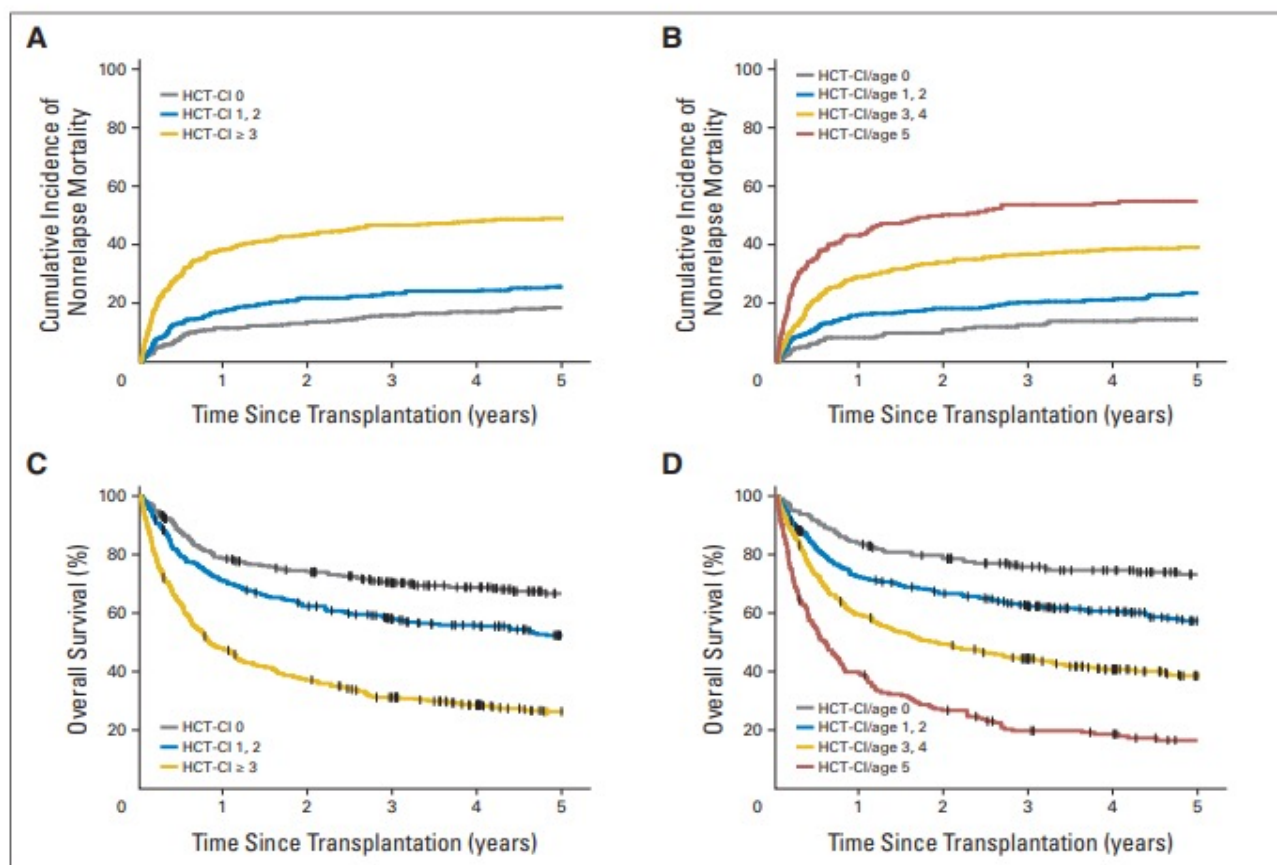 A
Cumulative Incidence of
Nonrelapse Mortality
100
80
60
40
20
0
1
2
3
4
5
HCT-CI 0
HCT-CI 1, 2
HCT-CI ≥ 3
Time Since Transplantation (years)
B
Cumulative Incidence of
Nonrelapse Mortality
100
80
60
40
20
0
1
2
3
4
5
HCT-CI/age 0
HCT-CI/age 1, 2
HCT-CI/age 3, 4
HCT-CI/age 5
Time Since Transplantation (years)
C
Overall Survival (%)
100
80
60
40
20
0
1
2
3
4
5
HCT-CI 0
HCT-CI 1, 2
HCT-CI ≥ 3
Time Since Transplantation (years)
D
Overall Survival (%)
100
80
60
40
20
0
1
2
3
4
5
HCT-CI/age 0
HCT-CI/age 1, 2
HCT-CI/age 3, 4
HCT-CI/age 5
Time Since Transplantation (years)